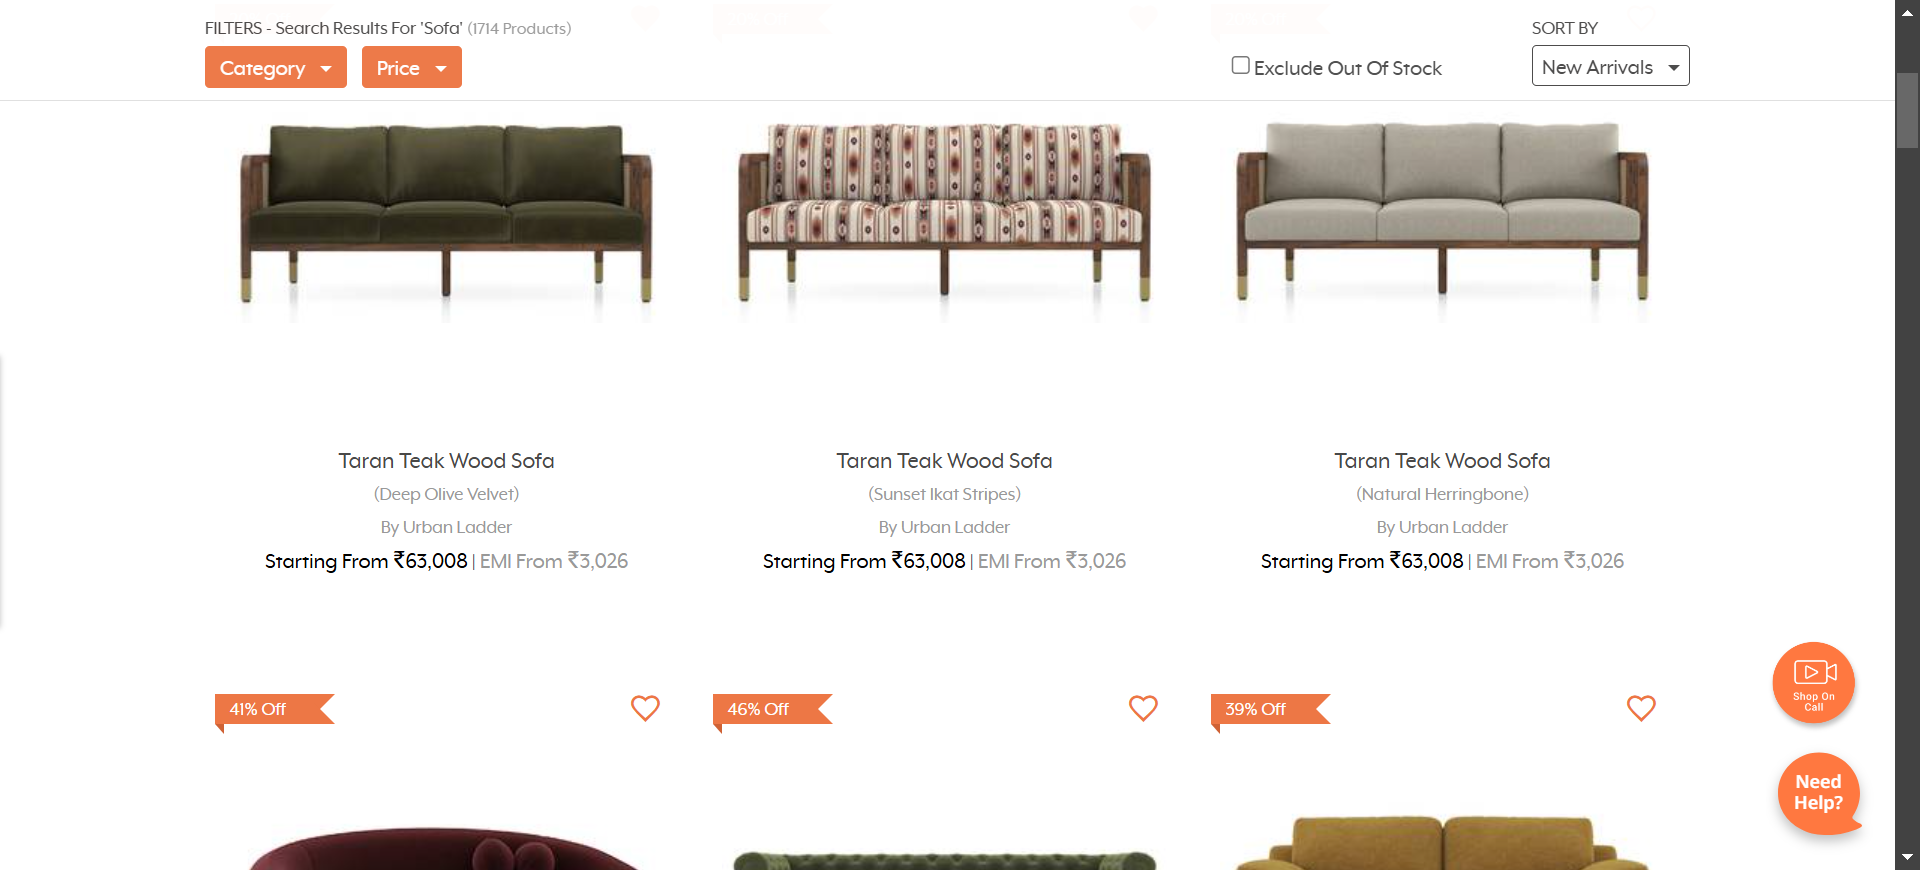 FILTERS - Search Results For 'Sofa' (1714 Products)
SORT BY
Category
Price
Exclude Out Of Stock
New Arrivals
Taran Teak Wood Sofa
(Deep Olive Velvet)
By Urban Ladder
Starting From ₹63,008 | EMI From ₹3,026
Taran Teak Wood Sofa
(Sunset Ikat Stripes)
By Urban Ladder
Starting From ₹63,008 | EMI From ₹3,026
Taran Teak Wood Sofa
(Natural Herringbone)
By Urban Ladder
Starting From ₹63,008 | EMI From ₹3,026
41% Off
46% Off
39% Off
Shop On
Call
Need
Help?